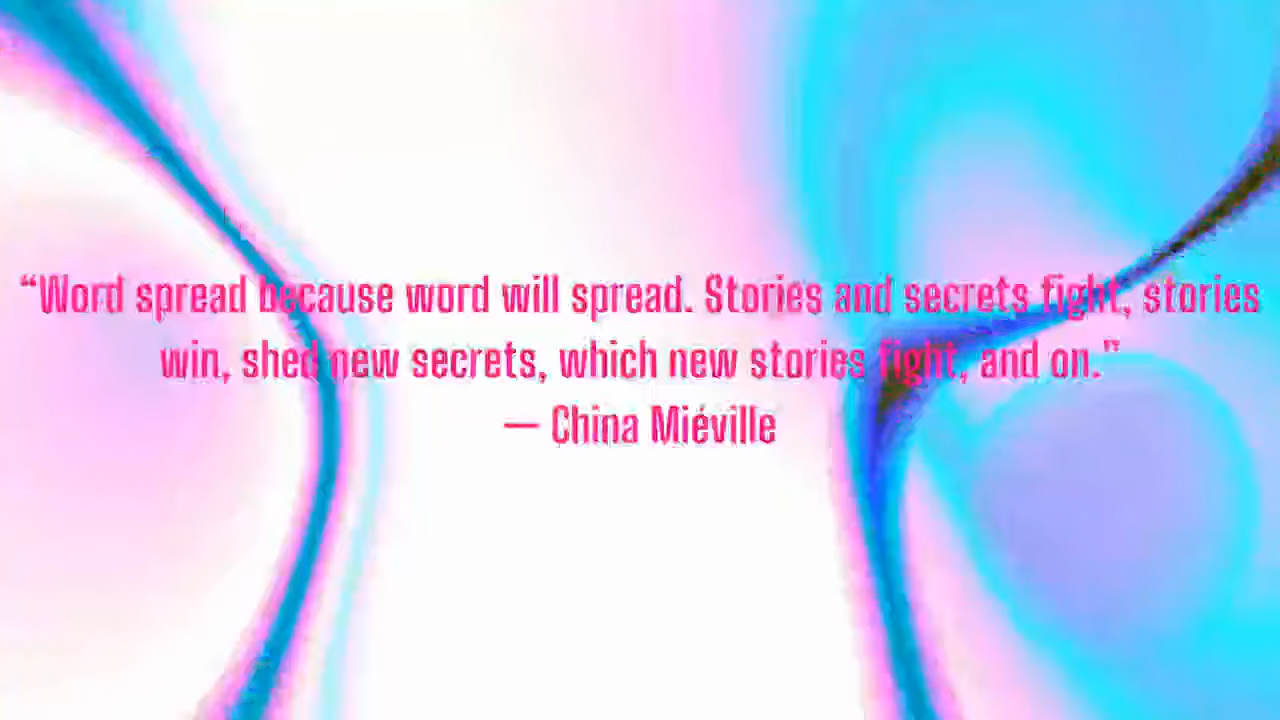 “Word spread because word will spread. Stories and secrets fight, stories
win, shed new secrets, which new stories fight, and on."
— China Miéville